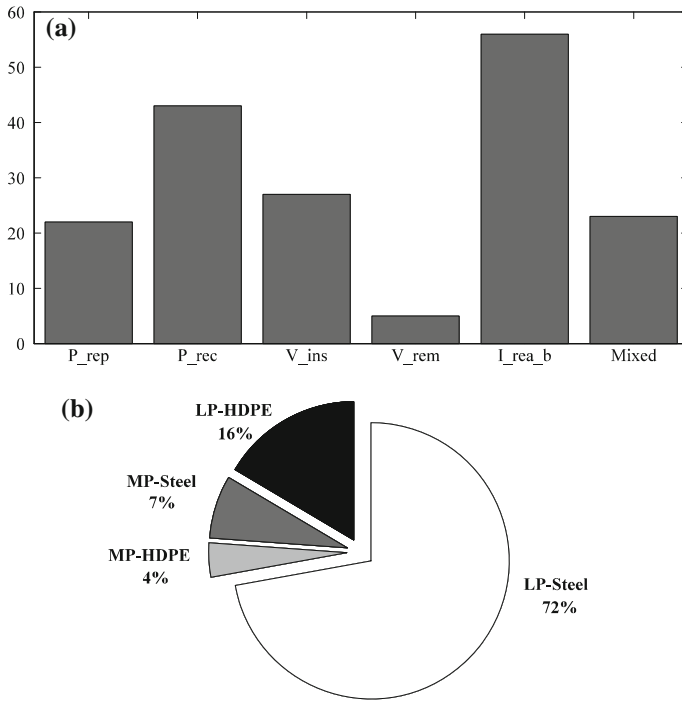 60
(a)
50
40
30
20
10
0
P_rep P_rec V_ins V_rem I_rea_b Mixed
(b)
LP-HDPE
16%
MP-Steel
7%
MP-HDPE
4%
LP-Steel
72%